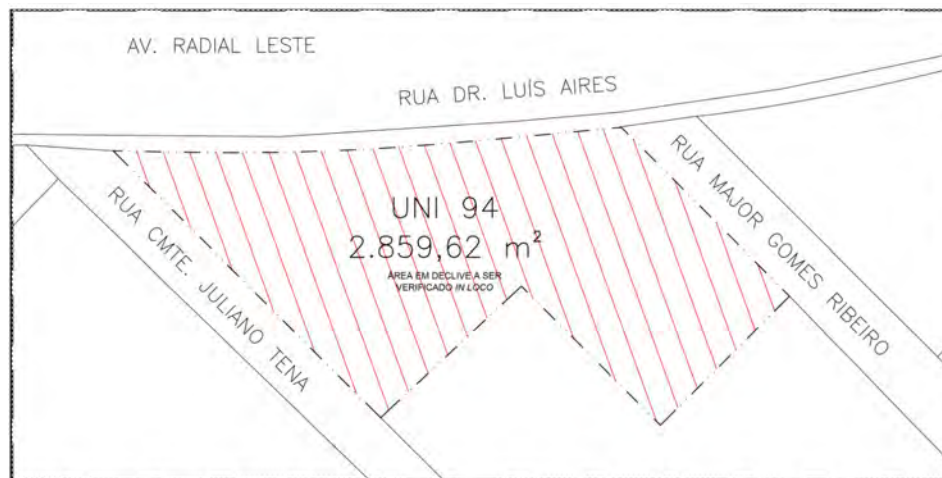 AV. RADIAL LESTE
RUA DR. LUÍS AIRES
RUA CMTE. JULIANO TENA
UNI 94
2.859,62 m²
ÁREA EM DECLIVE A SER
VERIFICADO IN LOCO
RUA MAJOR GOMES RIBEIRO